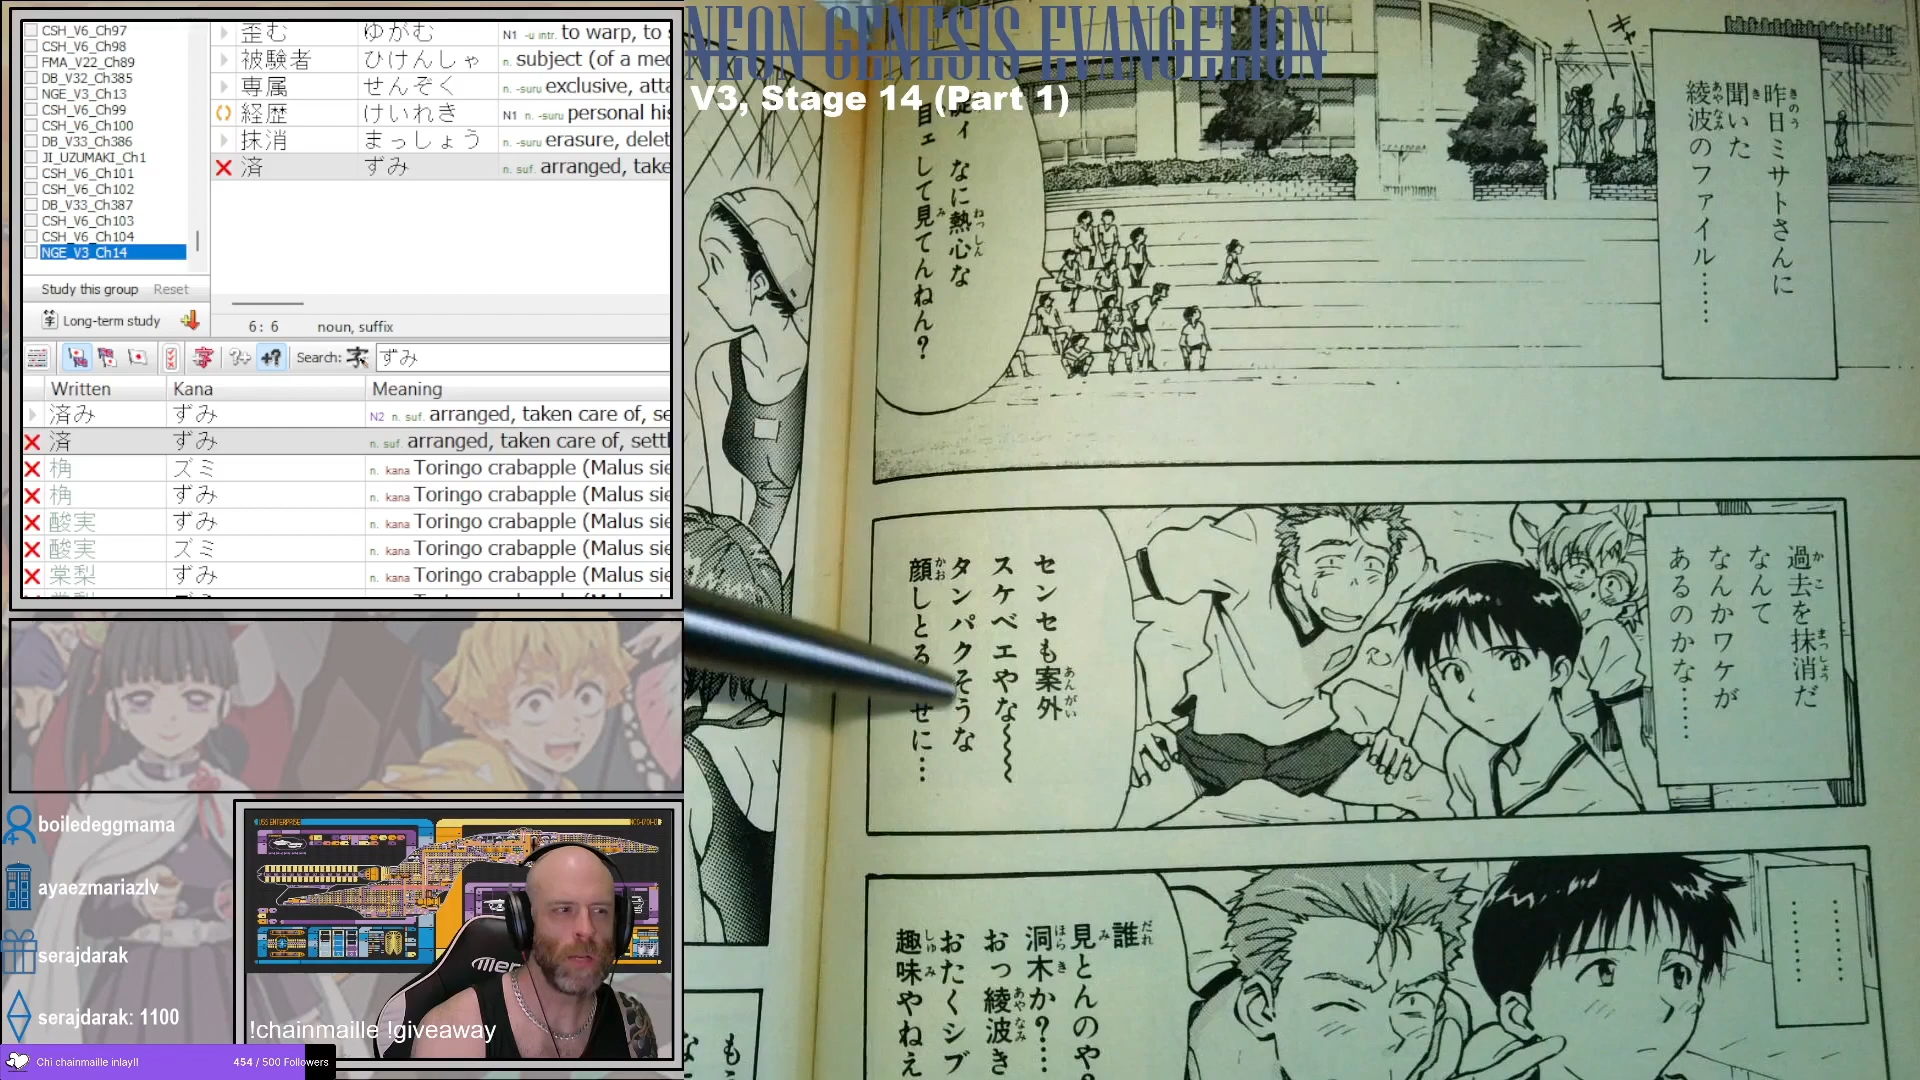 CSH_V6_Ch97
CSH_V6_Ch98
FMA_V22_Ch89
DB_V32_Ch385
NGE_V3_Ch13
CSH_V6_Ch99
CSH_V6_Ch100
DB_V33_Ch386
JI_UZUMAKI_Ch1
CSH_V6_Ch101
CSH_V6_Ch102
DB_V33_Ch387
CSH_V6_Ch103
CSH_V6_Ch104
NGE_V3_Ch14
Study this group Reset
Long-term study
歪む ゆがむ N1 -u intr. to warp, to
被験者 ひけんしゃ n. subject (of a med
専属 せんぞく n. -suru exclusive, atta
経歴 けいれき N1 n. -suru personal his
抹消 まっしょう n. -suru erasure, delet
済 ずみ n. suf. arranged, take
6: 6 noun, suffix
Search: ずみ
Written Kana Meaning
済み ずみ N2 n. suf. arranged, taken care of, se
済 ずみ n. suf. arranged, taken care of, settl
桷 ズミ n. kana Toringo crabapple (Malus sie
桷 ずみ n. kana Toringo crabapple (Malus sie
酸実 ずみ n. kana Toringo crabapple (Malus sie
酸実 ズミ n. kana Toringo crabapple (Malus sie
棠梨 ずみ n. kana Toringo crabapple (Malus sie
NEON GENESIS EVANGELION
V3, Stage 14 (Part 1)
キャ
昨日ミサトさんに
聞いた
綾波のファイル……
なに熱心な
目ェして見てんねん?
過去を抹消だ
なんて
なんかワケが
あるのかな……
センセも案外
スケベエやな〜〜〜
タンパクそうな
顔しとる
せに…
…… ……
誰
見とんのや?
洞木か?…
おっ綾波き
おたくシブ
趣味やねえ
も
な
boiledeggmama
ayaezmariazlv
serajdarak
serajdarak: 1100
USS ENTERPRISE
!chainmaille !giveaway
Chi chainmaille inlay!!
454 / 500 Followers